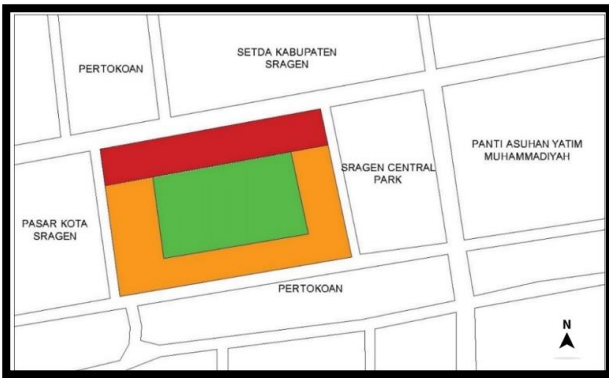 SETDA KABUPATEN
SRAGEN
PERTOKOAN
PANTI ASUHAN YATIM
MUHAMMADIYAH
SRAGEN CENTRAL
PARK
PASAR KOTA
SRAGEN
PERTOKOAN
N